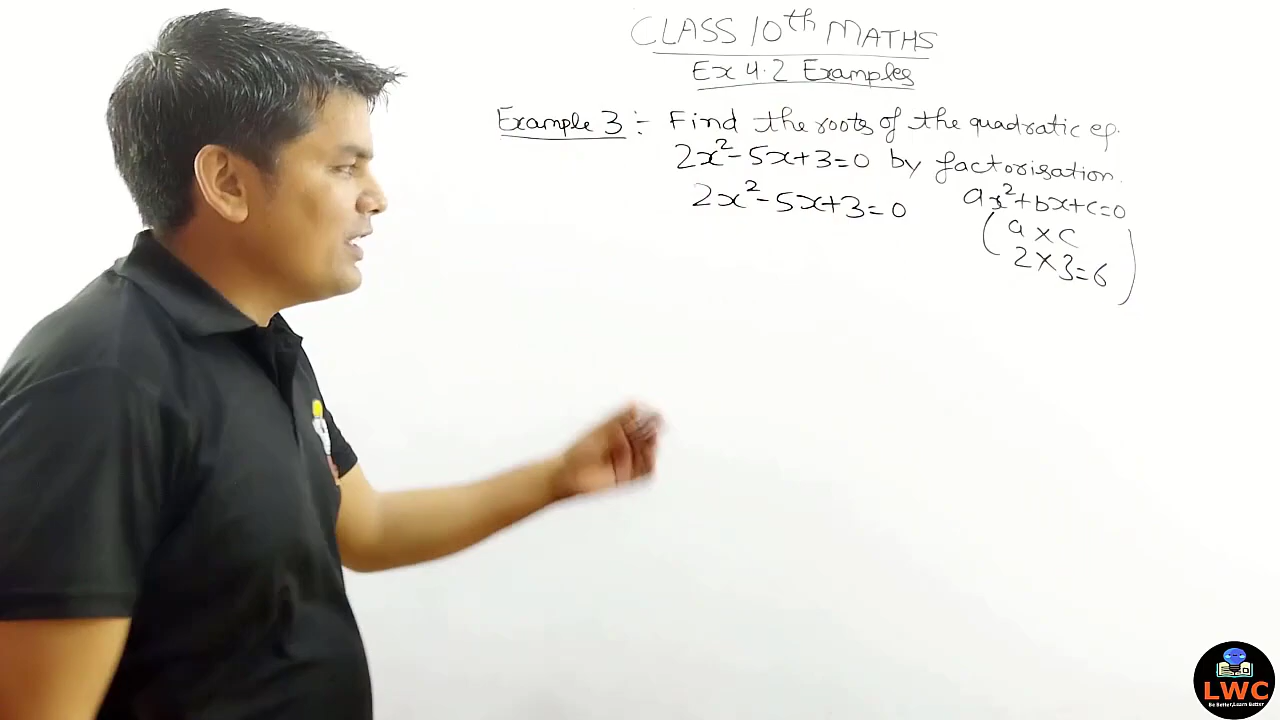 CLASS 10th MATHS
Ex 4.2 Examples
Example 3 :- Find the roots of the quadratic eq.
2x²-5x+3=0 by factorisation.
2x²-5x+3=0
ax²+bx+c=0
(a×c
2×3=6)
LWC
Be Better, Learn Better